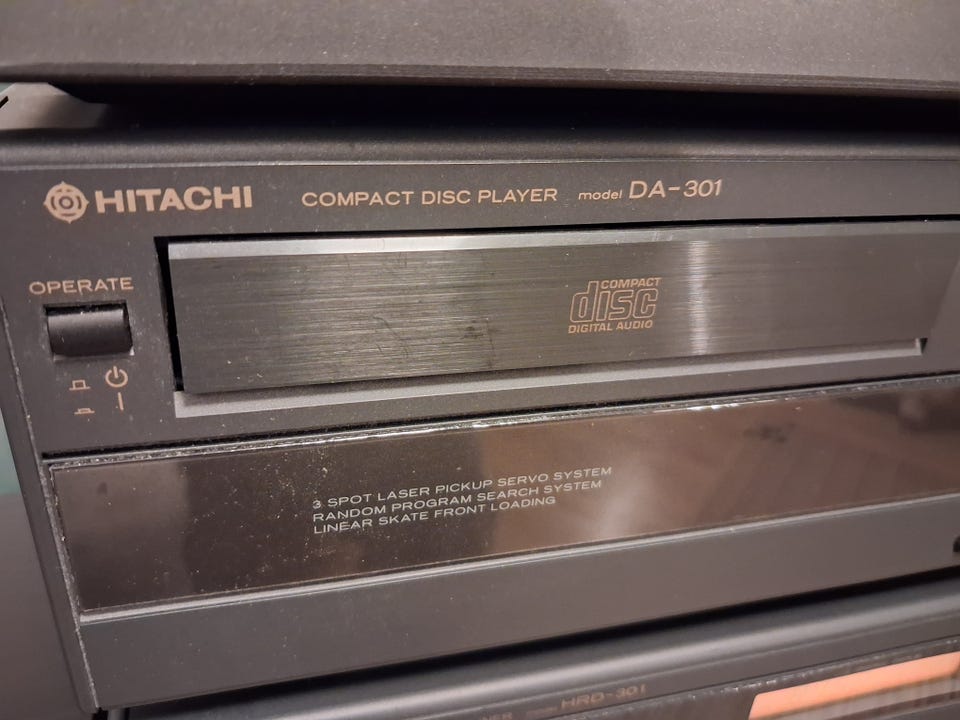 HITACHI COMPACT DISC PLAYER model DA-301
OPERATE
COMPACT
disc
DIGITAL AUDIO
3 SPOT LASER PICKUP SERVO SYSTEM
RANDOM PROGRAM SEARCH SYSTEM
LINEAR SKATE FRONT LOADING
HRD-301